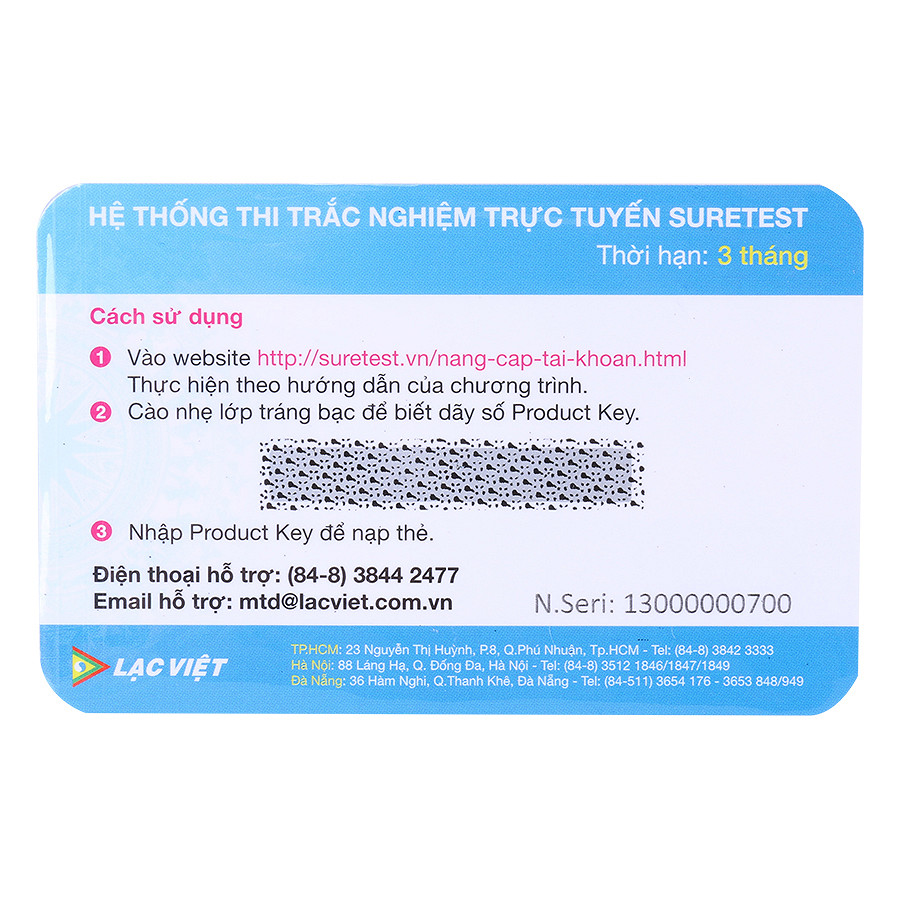 HỆ THỐNG THI TRẮC NGHIỆM TRỰC TUYẾN SURETEST
Thời hạn: 3 tháng
Cách sử dụng
1 Vào website http://suretest.vn/nang-cap-tai-khoan.html
Thực hiện theo hướng dẫn của chương trình.
2 Cào nhẹ lớp tráng bạc để biết dãy số Product Key.
3 Nhập Product Key để nạp thẻ.
Điện thoại hỗ trợ: (84-8) 3844 2477
Email hỗ trợ: mtd@lacviet.com.vn
N.Seri: 13000000700
LẠC VIỆT
TP.HCM: 23 Nguyễn Thị Huỳnh, P.8, Q.Phú Nhuận, Tp.HCM - Tel: (84-8) 3842 3333
Hà Nội: 88 Láng Hạ, Q. Đống Đa, Hà Nội - Tel: (84-8) 3512 1846/1847/1849
Đà Nẵng: 36 Hàm Nghi, Q.Thanh Khê, Đà Nẵng - Tel: (84-511) 3654 176 - 3653 848/949